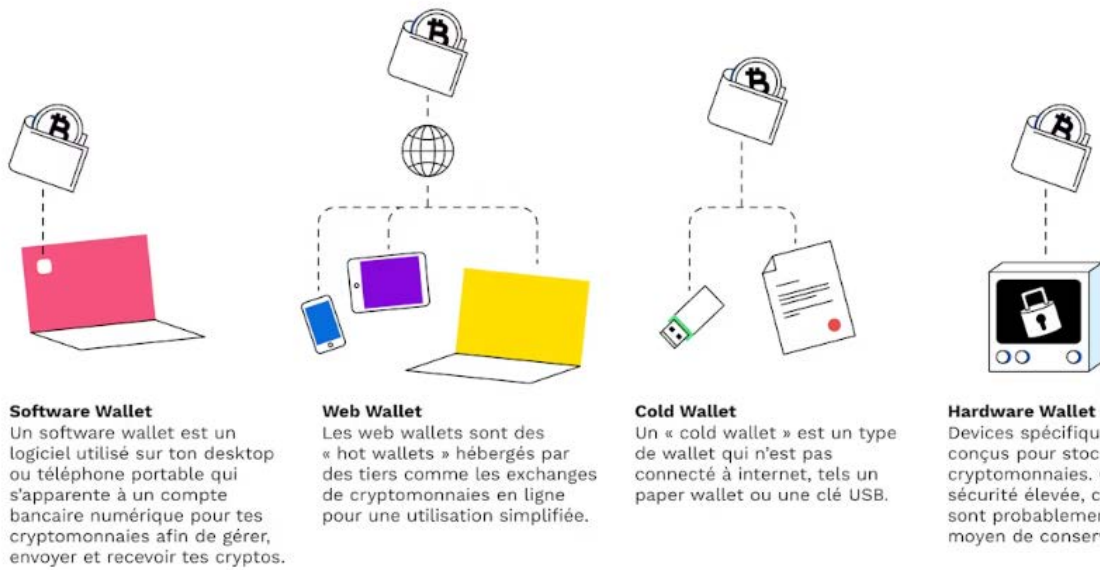 Software Wallet
Un software wallet est un
logiciel utilisé sur ton desktop
ou téléphone portable qui
s'apparente à un compte
bancaire numérique pour tes
cryptomonnaies afin de gérer,
envoyer et recevoir tes cryptos.
Web Wallet
Les web wallets sont des
« hot wallets » hébergés par
des tiers comme les exchanges
de cryptomonnaies en ligne
pour une utilisation simplifiée.
Cold Wallet
Un « cold wallet » est un type
de wallet qui n'est pas
connecté à internet, tels un
paper wallet ou une clé USB.
Hardware Wallet
Devices
conçus pour
cryptomonnaies.
sécurité élevée,
sont
moyen de